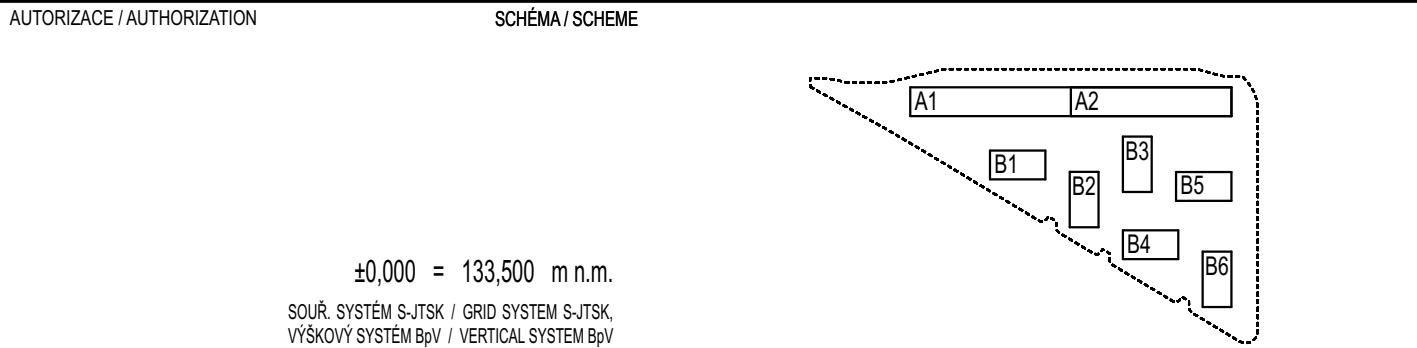 AUTORIZACE / AUTHORIZATION
SCHÉMA / SCHEME
A1
A2
B1
B2
B3
B5
B4
B6
±0,000 = 133,500 m n.m.
SOUŘ. SYSTÉM S-JTSK / GRID SYSTEM S-JTSK,
VÝŠKOVÝ SYSTÉM BpV / VERTICAL SYSTEM BpV